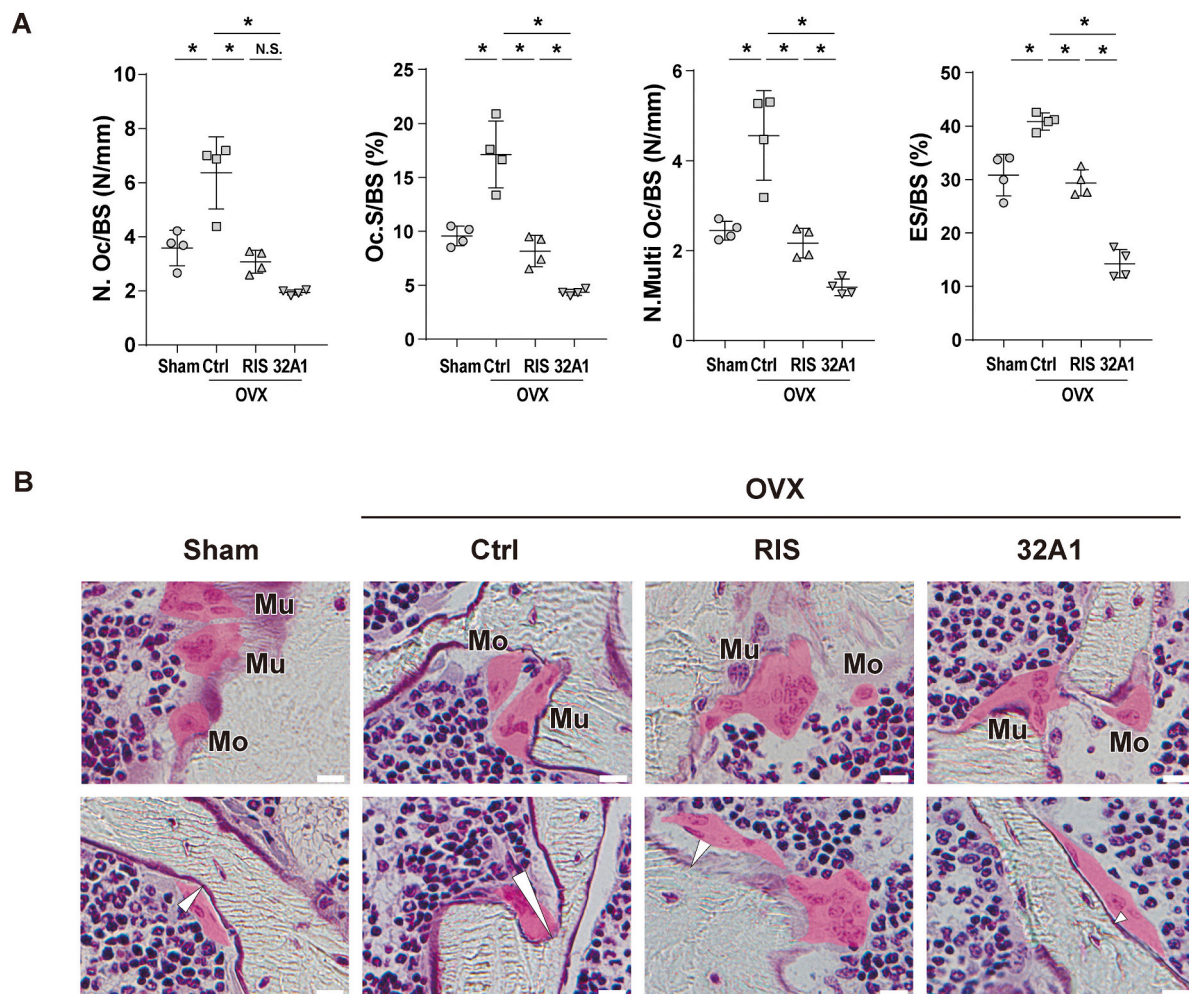 A
* * * N.S.
N. Oc/BS (N/mm)
10
8
6
4
2
0
Sham Ctrl RIS 32A1
OVX
* * * *
Oc.S/BS (%)
25
20
15
10
5
0
Sham Ctrl RIS 32A1
OVX
* * * *
N.Multi Oc/BS (N/mm)
6
4
2
0
Sham Ctrl RIS 32A1
OVX
* * * *
ES/BS (%)
50
40
30
20
10
0
Sham Ctrl RIS 32A1
OVX
B
OVX
Sham Ctrl RIS 32A1
Mu
Mu
Mo
Mo
Mu
Mu
Mo
Mu
Mo